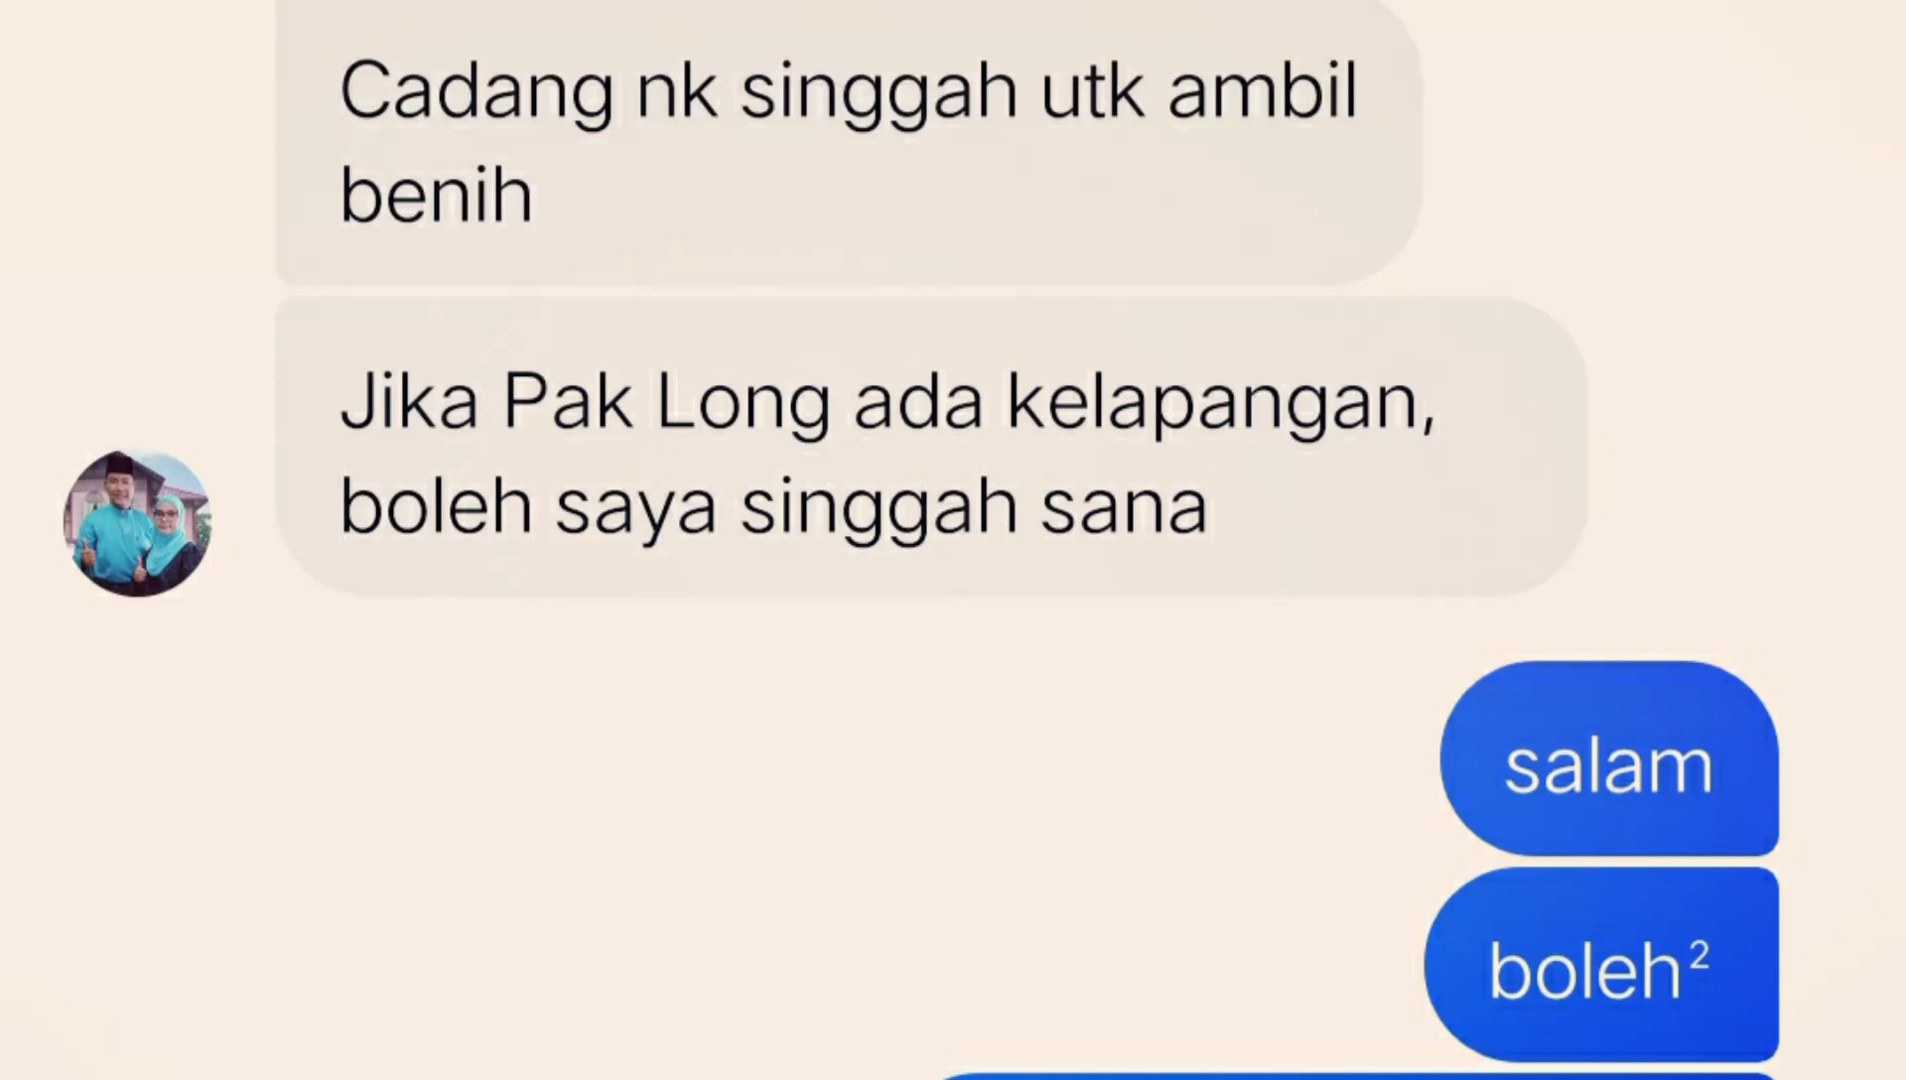 Cadang nk singgah utk ambil
benih
Jika Pak Long ada kelapangan,
boleh saya singgah sana
salam
boleh²